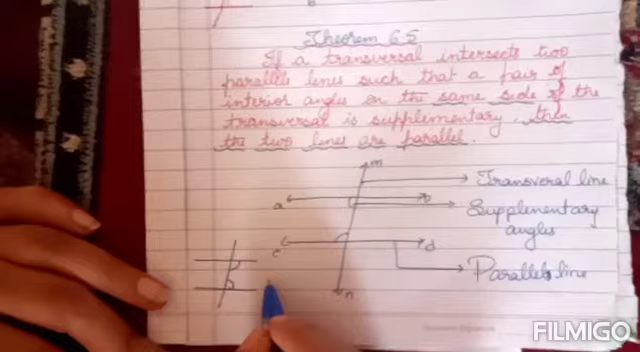 Theorem 6.5
If a transversal intersects two
parallel lines such that a pair of
interior angles on the same side of the
transversal is supplementary, then
the two lines are parallel.
m
Transveral line
a
b
Supplementary
angles
c
d
Parallel line
n
FILMIGO